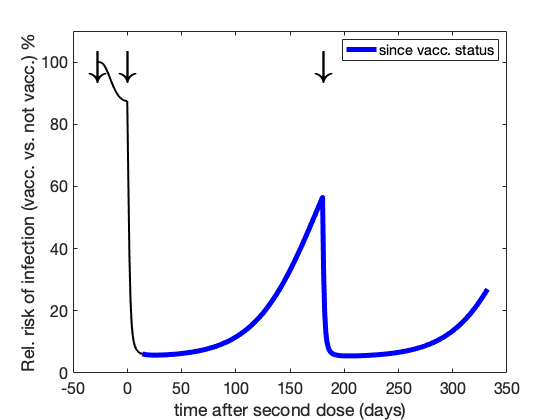 since vacc. status
Rel. risk of infection (vacc. vs. not vacc.) %
100
80
60
40
20
0
-50 0 50 100 150 200 250 300 350
time after second dose (days)